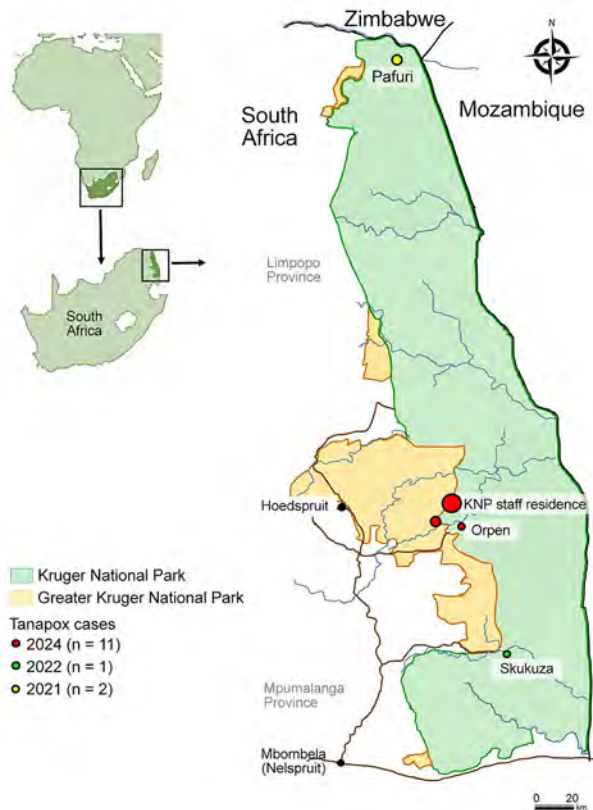 Zimbabwe
Pafuri
South
Africa
Mozambique
Limpopo
Province
South
Africa
Hoedspruit
KNP staff residence
Orpen
Kruger National Park
Greater Kruger National Park
Tanapox cases
2024 (n = 11)
2022 (n = 1)
2021 (n = 2)
Skukuza
Mpumalanga
Province
Mbombela
(Nelspruit)
0 20
km